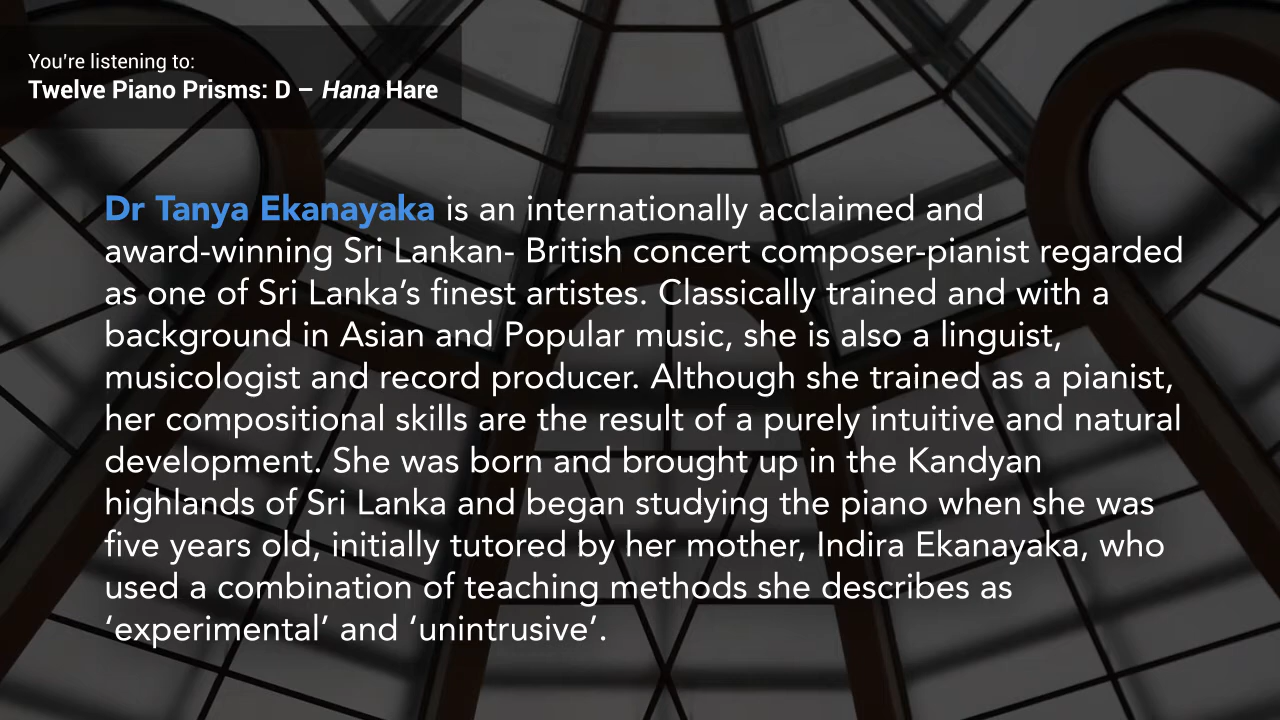 You're listening to:
Twelve Piano Prisms: D – Hana Hare
Dr Tanya Ekanayaka is an internationally acclaimed and
award-winning Sri Lankan- British concert composer-pianist regarded
as one of Sri Lanka’s finest artistes. Classically trained and with a
background in Asian and Popular music, she is also a linguist,
musicologist and record producer. Although she trained as a pianist,
her compositional skills are the result of a purely intuitive and natural
development. She was born and brought up in the Kandyan
highlands of Sri Lanka and began studying the piano when she was
five years old, initially tutored by her mother, Indira Ekanayaka, who
used a combination of teaching methods she describes as
‘experimental’ and ‘unintrusive’.